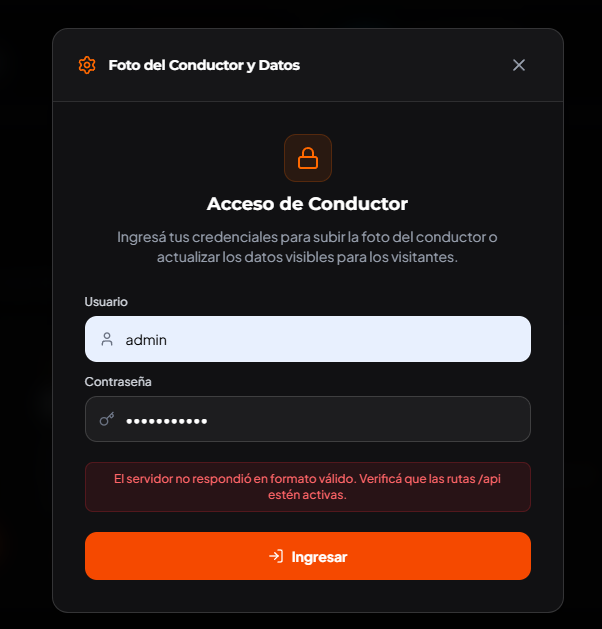 Foto del Conductor y Datos
Acceso de Conductor
Ingresá tus credenciales para subir la foto del conductor o
actualizar los datos visibles para los visitantes.
Usuario
admin
Contraseña
•••••••••••
El servidor no respondió en formato válido. Verificá que las rutas /api
estén activas.
Ingresar